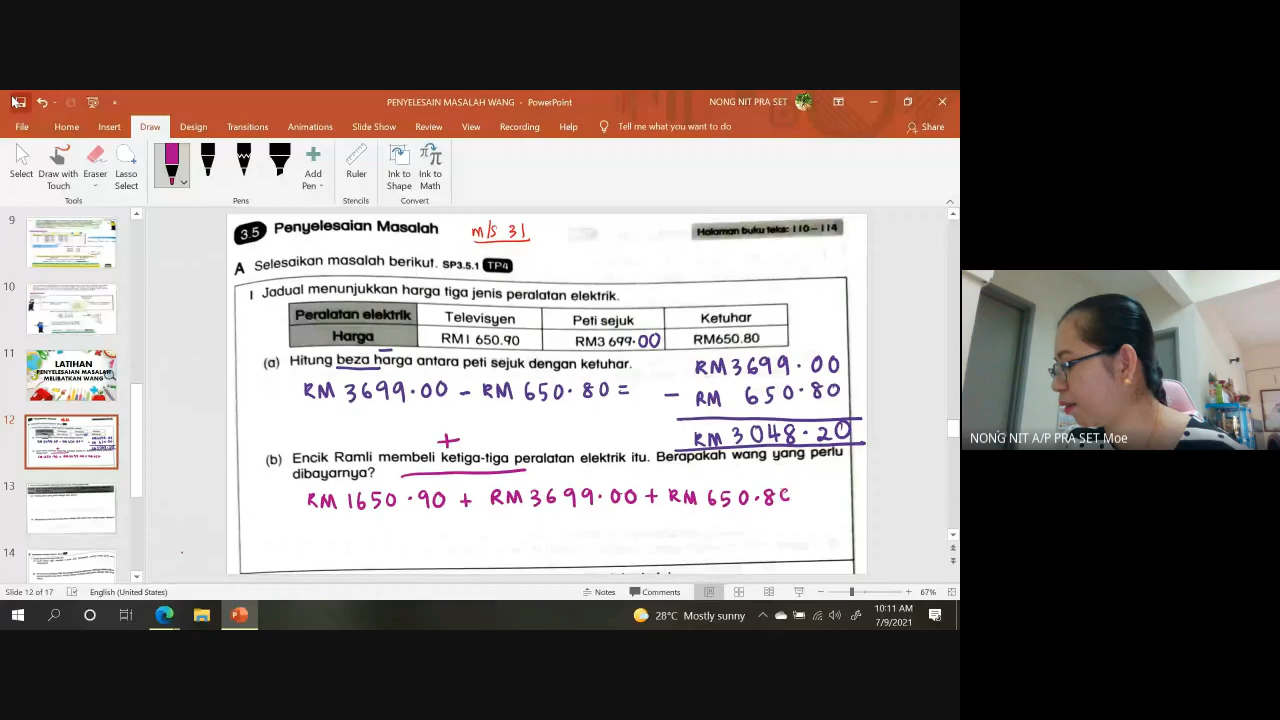 PENYELESAIN MASALAH WANG - PowerPoint
NONG NIT PRA SET
File Home Insert Draw Design Transitions Animations Slide Show Review View Recording Help Tell me what you want to do Share
Select Draw with Touch Eraser Lasso Select Add Pen Ruler Ink to Shape Ink to Math
Tools Pens Stencils Convert
9
10
11
LATIHAN
PENYELESAIAN MASALAH
MELIBATKAN WANG
12
13
14
3.5 Penyelesaian Masalah m/s 31 Halaman buku teks: 110 – 114
A Selesaikan masalah berikut. SP3.5.1 TP4
1 Jadual menunjukkan harga tiga jenis peralatan elektrik.
Peralatan elektrik Televisyen Peti sejuk Ketuhar
Harga RM1 650.90 RM3 699.00 RM650.80
(a) Hitung beza harga antara peti sejuk dengan ketuhar.
RM3699.00
RM 3699.00 - RM 650.80 =
- RM 650.80
RM 3048.20
+
(b) Encik Ramli membeli ketiga-tiga peralatan elektrik itu. Berapakah wang yang perlu
dibayarnya?
RM 1650.90 + RM 3699.00 + RM 650.8
NONG NIT A/P PRA SET Moe
Slide 12 of 17 English (United States) Notes Comments 67%
28°C Mostly sunny
10:11 AM
7/9/2021